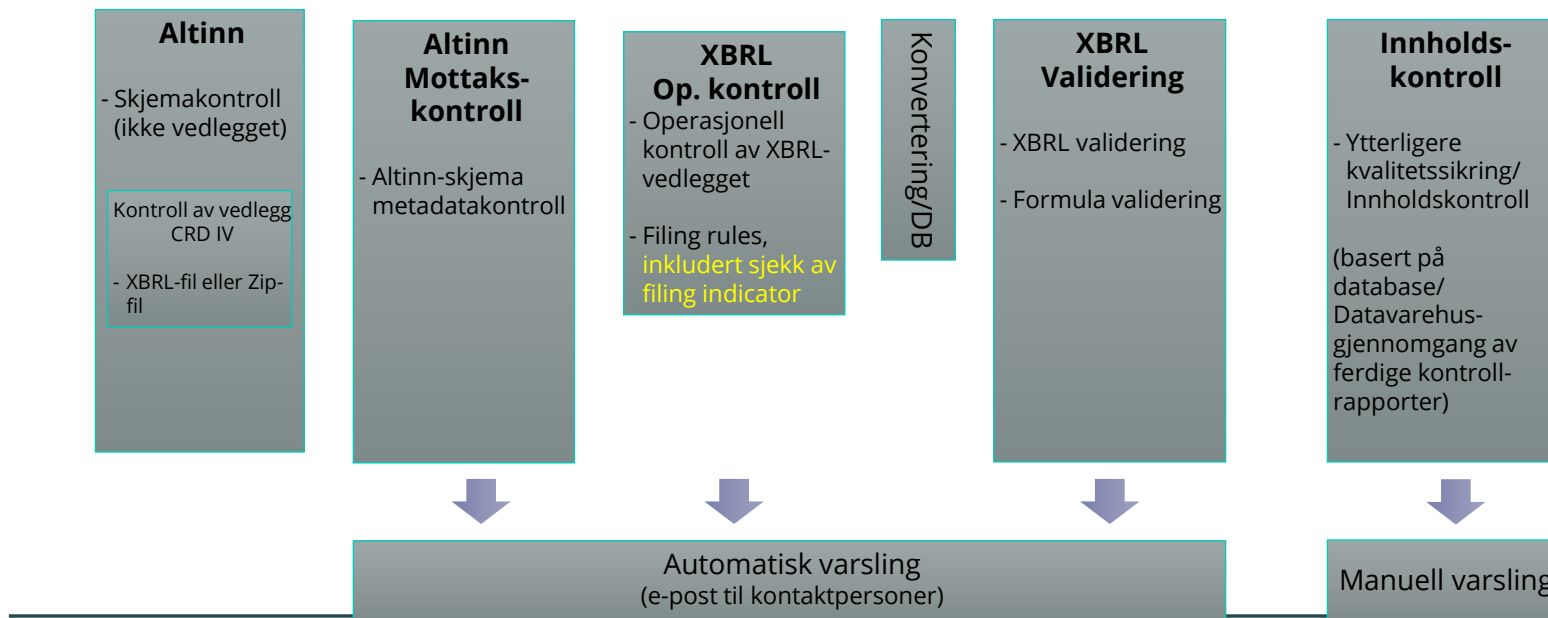 Altinn
- Skjemakontroll
(ikke vedlegget)
Kontroll av vedlegg
CRD IV
- XBRL-fil eller Zip-
fil
Altinn
Mottaks-
kontroll
- Altinn-skjema
metadatakontroll
XBRL
Op. kontroll
- Operasjonell
kontroll av XBRL-
vedlegget
- Filing rules,
inkludert sjekk av
filing indicator
Konvertering/DB
XBRL
Validering
- XBRL validering
- Formula validering
Innholds-
kontroll
- Ytterligere
kvalitetssikring/
Innholdskontroll
(basert på
database/
Datavarehus-
gjennomgang av
ferdige kontroll-
rapporter)
Automatisk varsling
(e-post til kontaktpersoner)
Manuell varsling